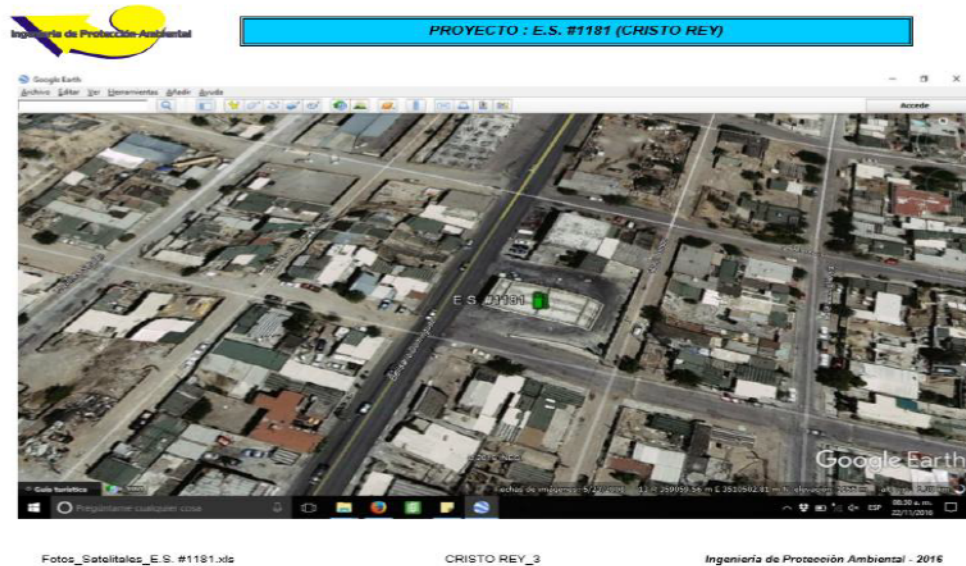 Ingeniería de Protección Ambiental
PROYECTO : E.S. #1181 (CRISTO REY)
Google Earth
Archivo Editar Ver Herramientas Añadir Ayuda
Accede
E.S. #1181
Google Earth
Guía turística
Pregúntame cualquier cosa
ESP
08:30 a. m.
22/11/2016
Fotos_Satelitales_E.S. #1181.xls
CRISTO REY_3
Ingeniería de Protección Ambiental - 2016